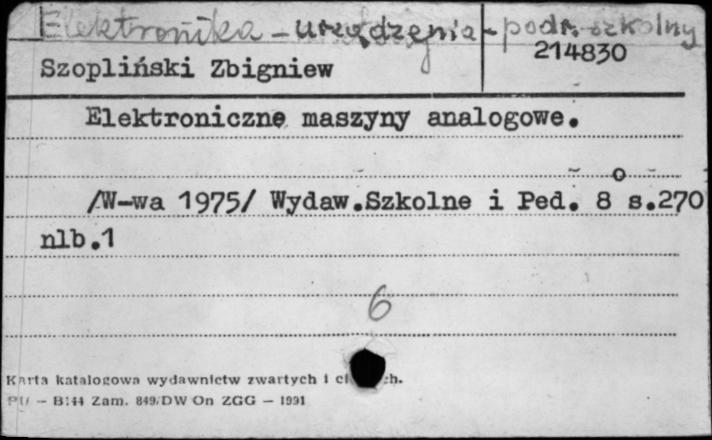 Elektronika - urządzenia - podr. szkolny
214830
Szopliński Zbigniew
Elektroniczne maszyny analogowe.
/W-wa 1975/ Wydaw.Szkolne i Ped. 8° s.270
nlb.1
6
Karta katalogowa wydawnictw zwartych i
PU – B:44 Zam. 849/DW On ZGG – 1991